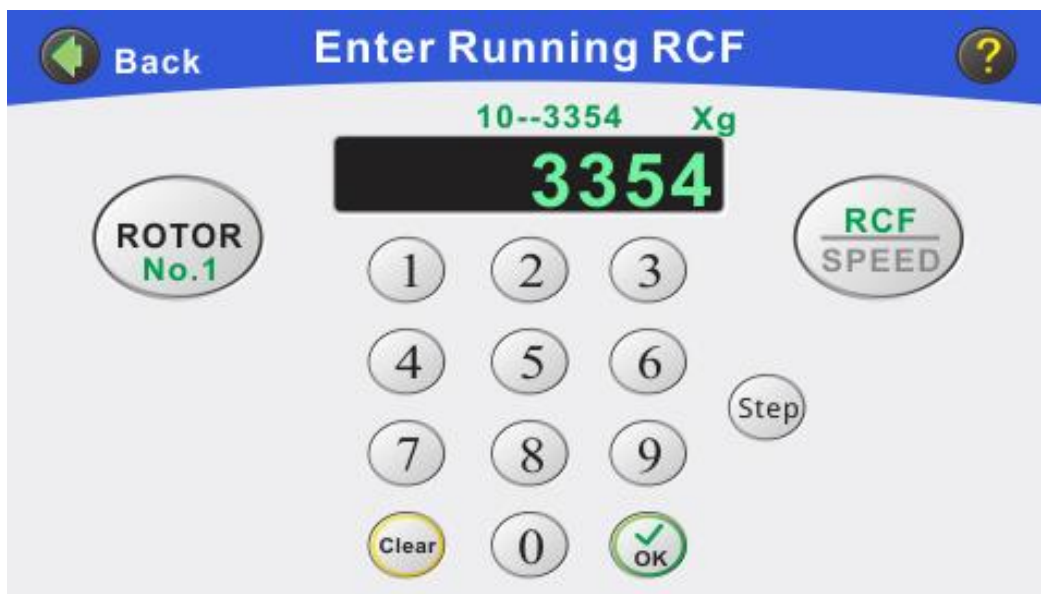 Back
Enter Running RCF
?
10--3354 Xg
3354
ROTOR
No.1
RCF
SPEED
1 2 3
4 5 6
Step
7 8 9
Clear 0 OK